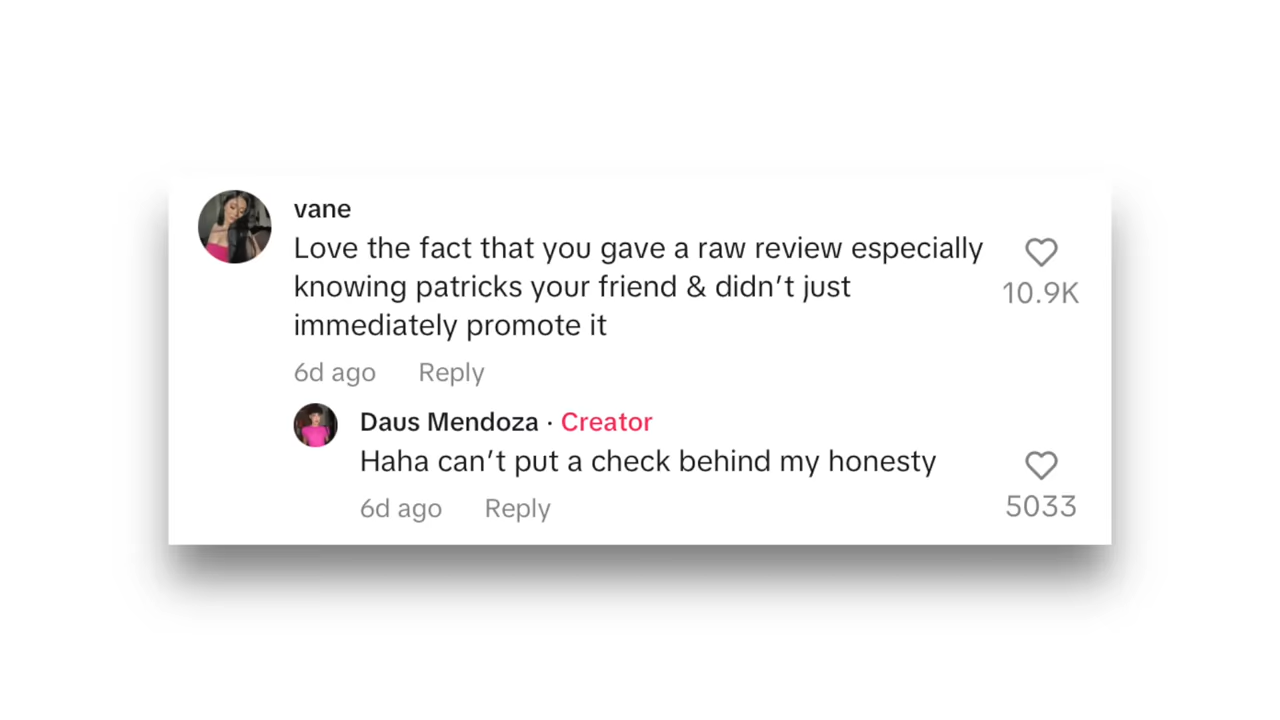 vane
Love the fact that you gave a raw review especially
knowing patricks your friend & didn’t just
immediately promote it
10.9K
6d ago Reply
Daus Mendoza · Creator
Haha can’t put a check behind my honesty
6d ago Reply
5033